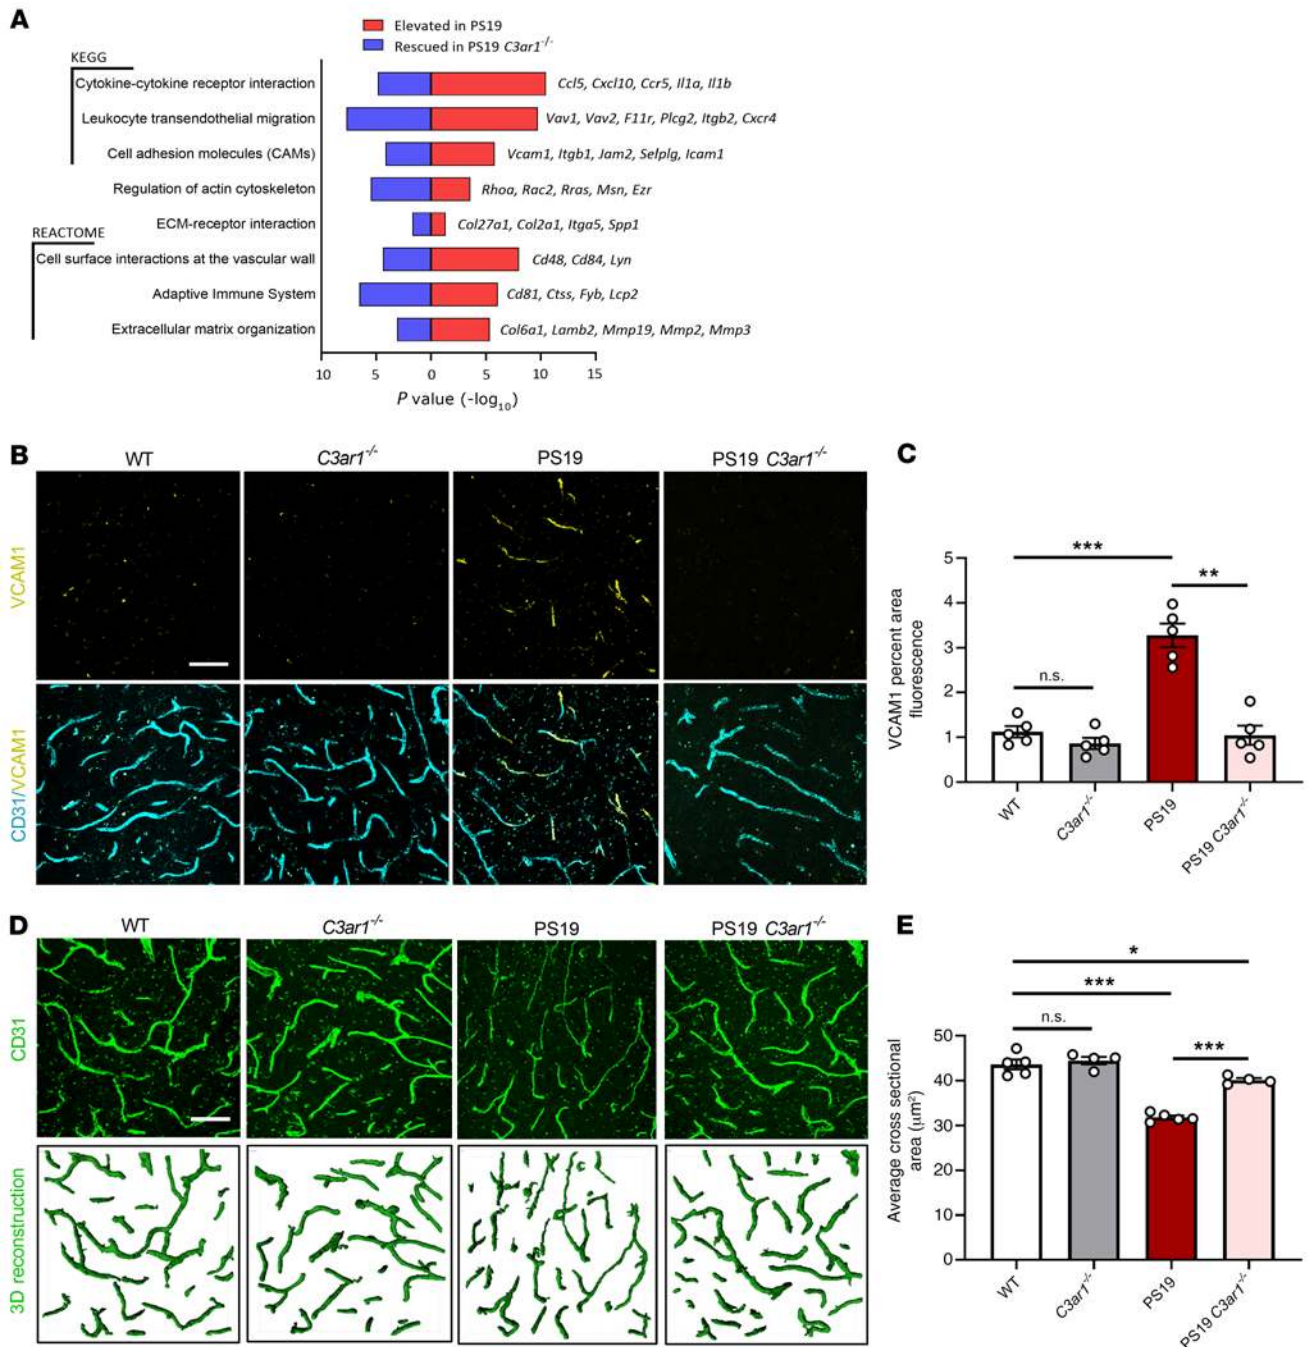 A
Elevated in PS19
Rescued in PS19 C3ar1-/-
KEGG
Cytokine-cytokine receptor interaction
Ccl5, Cxcl10, Ccr5, Il1a, Il1b
Leukocyte transendothelial migration
Vav1, Vav2, F11r, Plcg2, Itgb2, Cxcr4
Cell adhesion molecules (CAMs)
Vcam1, Itgb1, Jam2, Selplg, Icam1
Regulation of actin cytoskeleton
Rhoa, Rac2, Rras, Msn, Ezr
ECM-receptor interaction
Col27a1, Col2a1, Itga5, Spp1
REACTOME
Cell surface interactions at the vascular wall
Cd48, Cd84, Lyn
Adaptive Immune System
Cd81, Ctss, Fyb, Lcp2
Extracellular matrix organization
Col6a1, Lamb2, Mmp19, Mmp2, Mmp3
10 5 0 5 10 15
P value (-log10)
B
WT C3ar1-/- PS19 PS19 C3ar1-/-
VCAM1
CD31/VCAM1
C
***
**
n.s.
5
4
3
2
1
0
VCAM1 percent area
fluorescence
WT C3ar1-/- PS19 PS19 C3ar1-/-
D
WT C3ar1-/- PS19 PS19 C3ar1-/-
CD31
3D reconstruction
E
*
***
n.s.
***
50
40
30
20
10
0
Average cross sectional
area (μm²)
WT C3ar1-/- PS19 PS19 C3ar1-/-